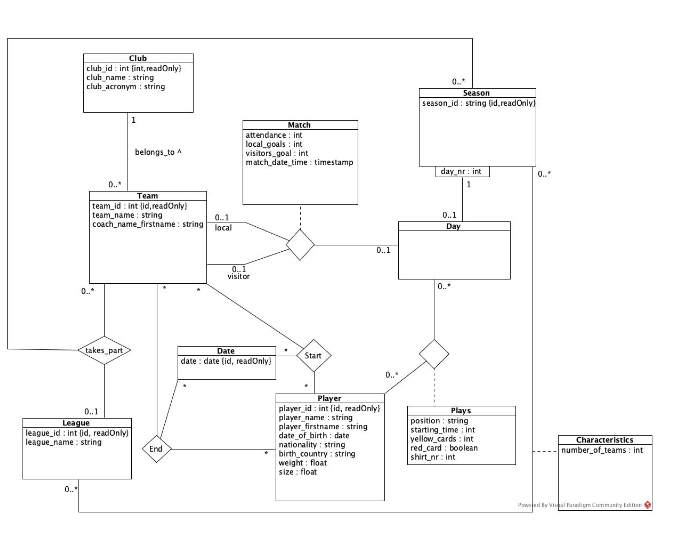 Club
club_id : int {int,readOnly}
club_name : string
club_acronym : string
1
belongs_to ^
0..*
Team
team_id : int {id,readOnly}
team_name : string
coach_name_firstname : string
Match
attendance : int
local_goals : int
visitors_goal : int
match_date_time : timestamp
0..*
Season
season_id : string {id,readOnly}
day_nr : int
0..*
1
0..1
Day
0..1
local
0..1
visitor
0..1
0..*
*
*
0..*
takes_part
Date
date : date {id, readOnly}
*
Start
*
*
0..*
Player
player_id : int {id, readOnly}
player_name : string
player_firstname : string
date_of_birth : date
nationality : string
birth_country : string
weight : float
size : float
Plays
position : string
starting_time : int
yellow_cards : int
red_card : boolean
shirt_nr : int
0..1
League
league_id : int {id, readOnly}
league_name : string
End
*
0..*
Characteristics
number_of_teams : int
Powered By Visual Paradigm Community Edition